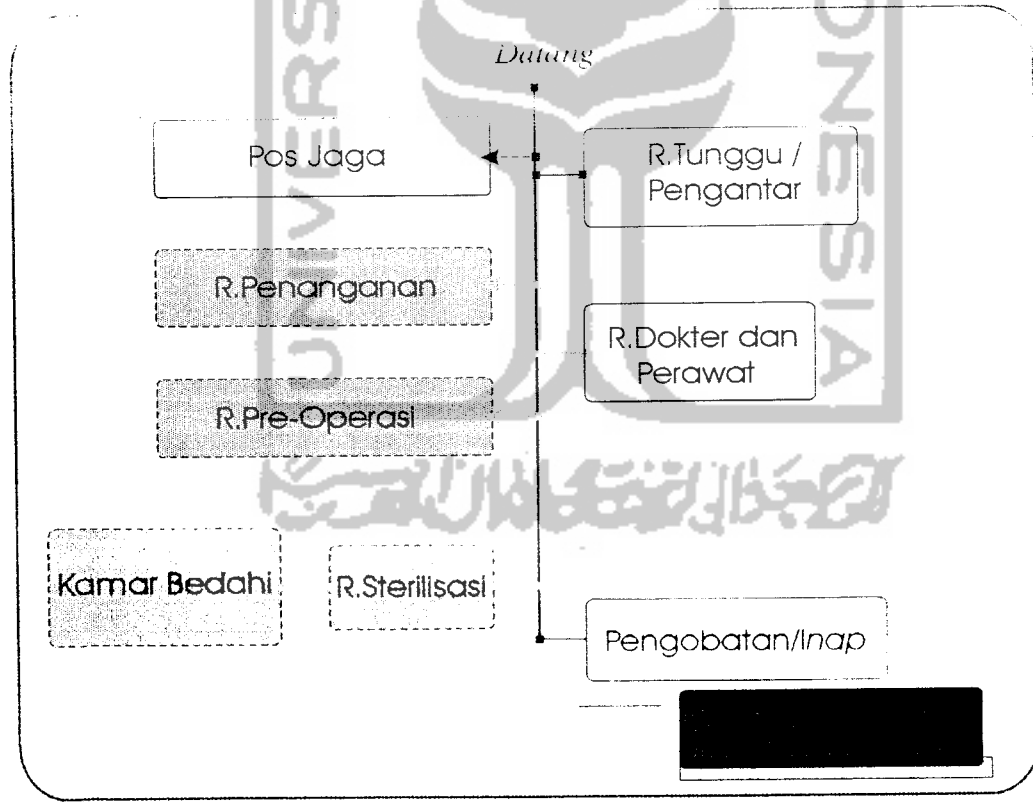 Datang
Pos Jaga
R.Tunggu /
Pengantar
R.Penanganan
R.Dokter dan
Perawat
R.Pre-Operasi
Kamar Bedahi
R.Sterilisasi
Pengobatan/Inap